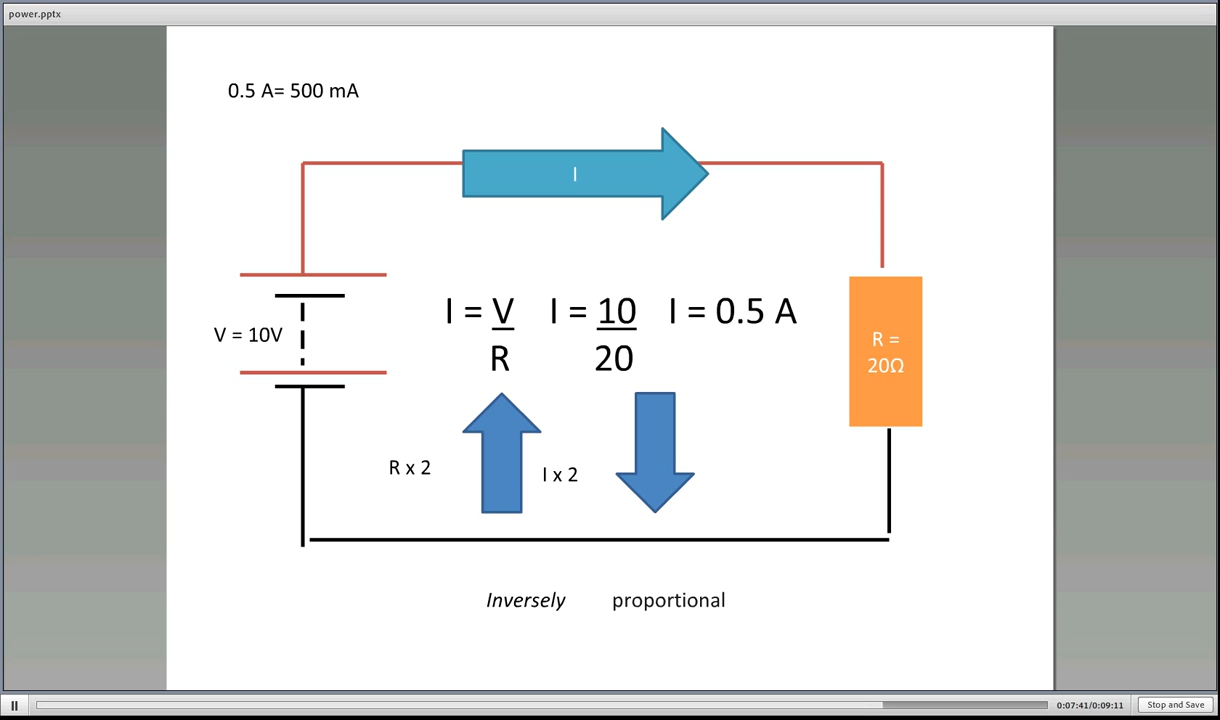 power.pptx
0.5 A= 500 mA
I
I = V I = 10 I = 0.5 A
R 20
V = 10V
R =
20Ω
R x 2
I x 2
Inversely proportional
0:07:41/0:09:11
Stop and Save